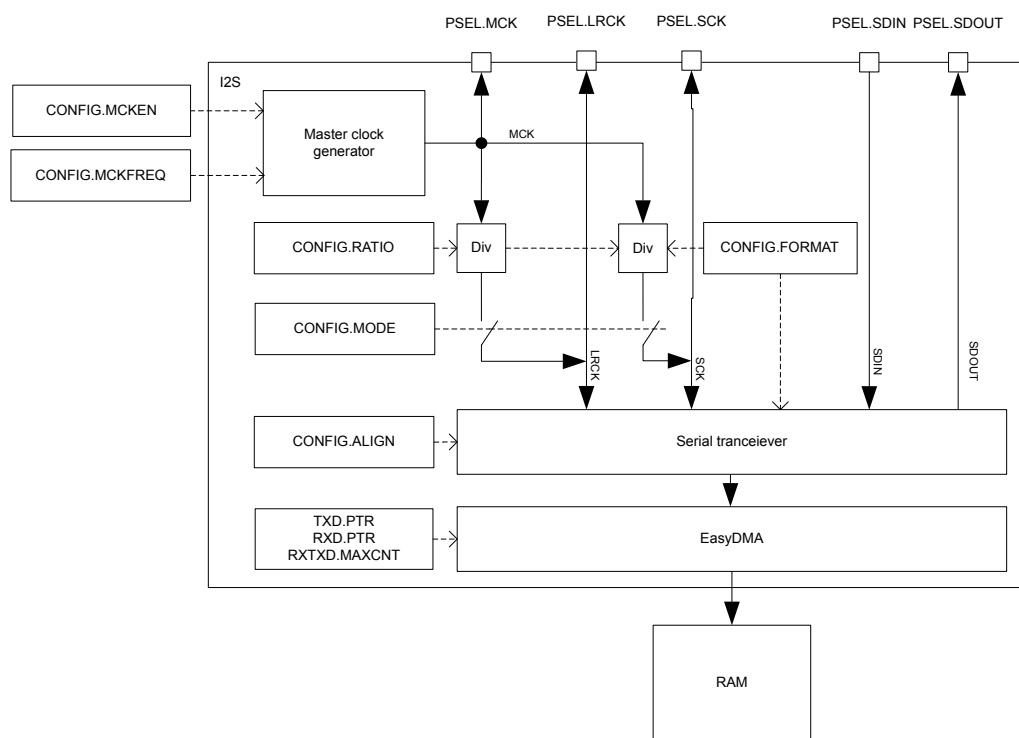 PSEL.MCK
PSEL.LRCK
PSEL.SCK
PSEL.SDIN
PSEL.SDOUT
I2S
CONFIG.MCKEN
CONFIG.MCKFREQ
Master clock
generator
MCK
CONFIG.RATIO
Div
Div
CONFIG.FORMAT
CONFIG.MODE
LRCK
SCK
SDIN
SDOUT
CONFIG.ALIGN
Serial tranceiever
TXD.PTR
RXD.PTR
RXTXD.MAXCNT
EasyDMA
RAM